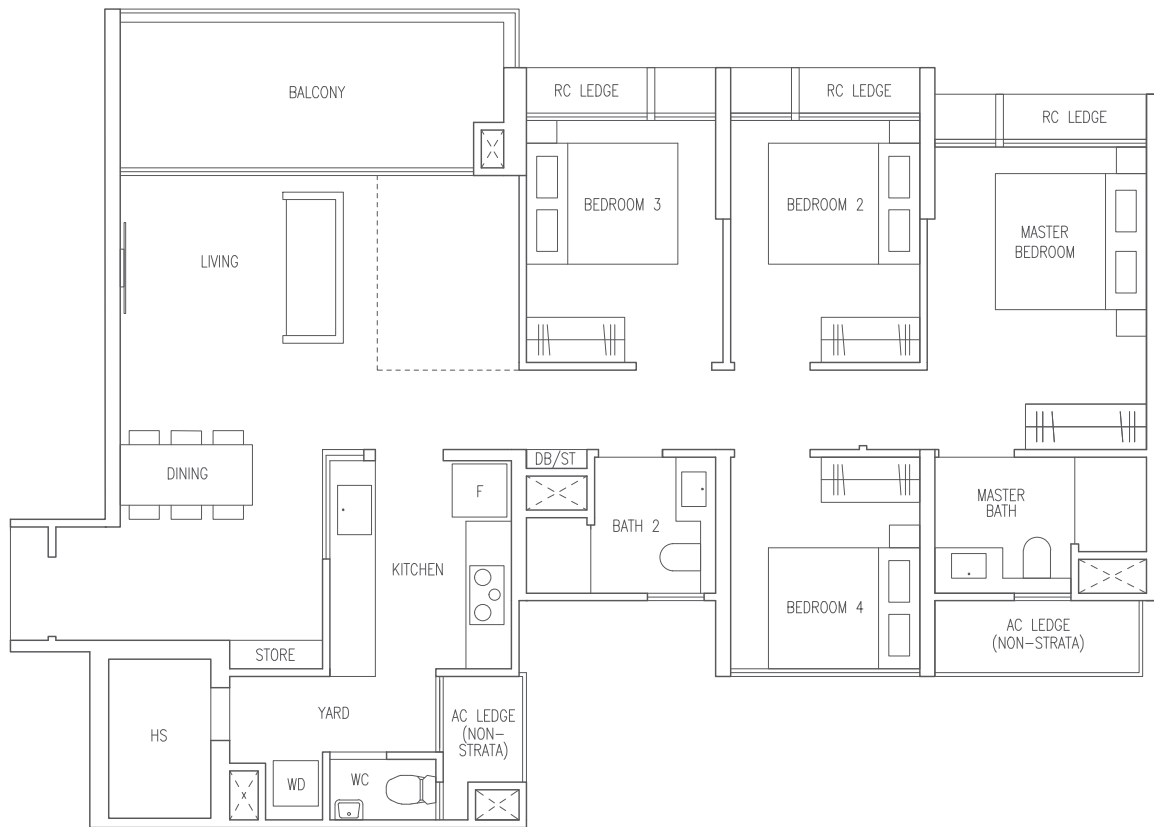 BALCONY
RC LEDGE
RC LEDGE
RC LEDGE
BEDROOM 3
BEDROOM 2
MASTER
BEDROOM
LIVING
DINING
DB/ST
F
BATH 2
MASTER
BATH
KITCHEN
BEDROOM 4
AC LEDGE
(NON-STRATA)
STORE
HS
YARD
AC LEDGE
(NON-
STRATA)
WD
WC
X